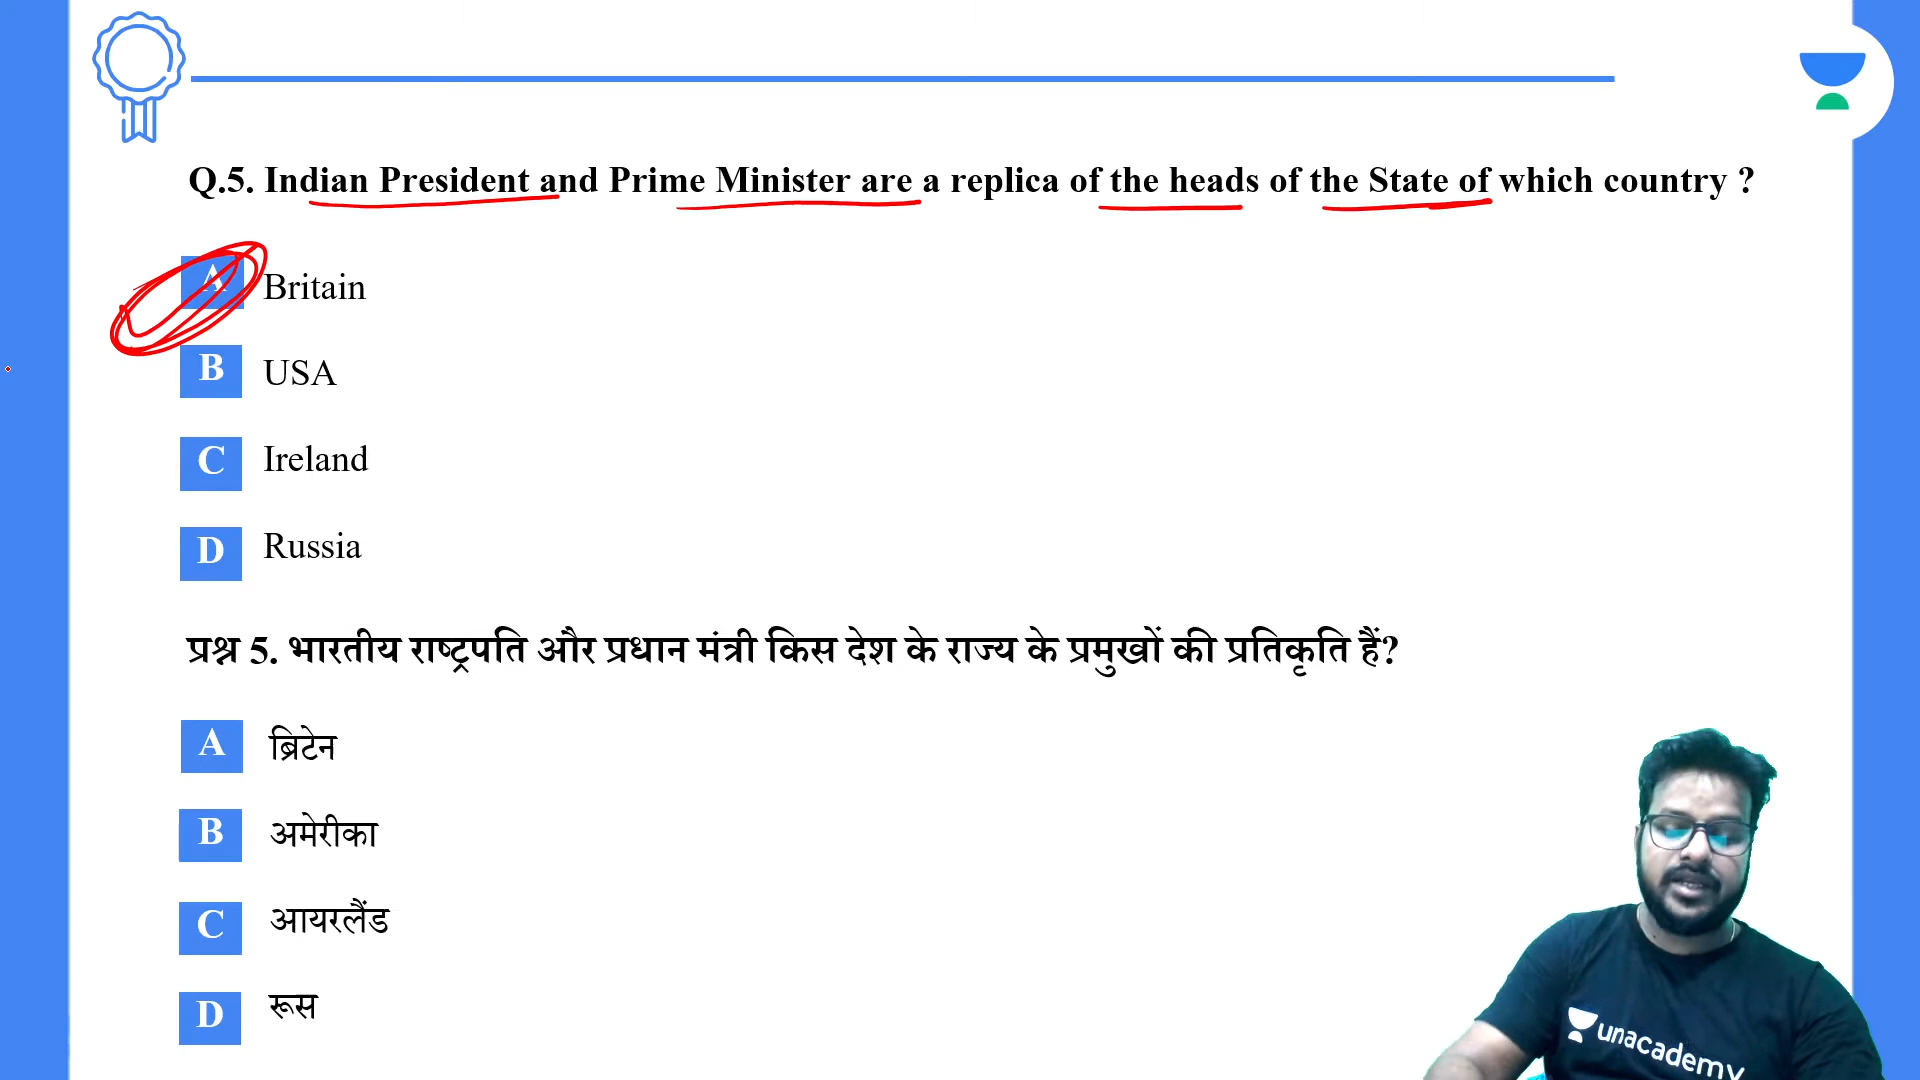 Q.5. Indian President and Prime Minister are a replica of the heads of the State of which country ?
A Britain
B USA
C Ireland
D Russia
प्रश्न 5. भारतीय राष्ट्रपति और प्रधान मंत्री किस देश के राज्य के प्रमुखों की प्रतिकृति हैं?
A ब्रिटेन
B अमेरीका
C आयरलैंड
D रूस
unacademy